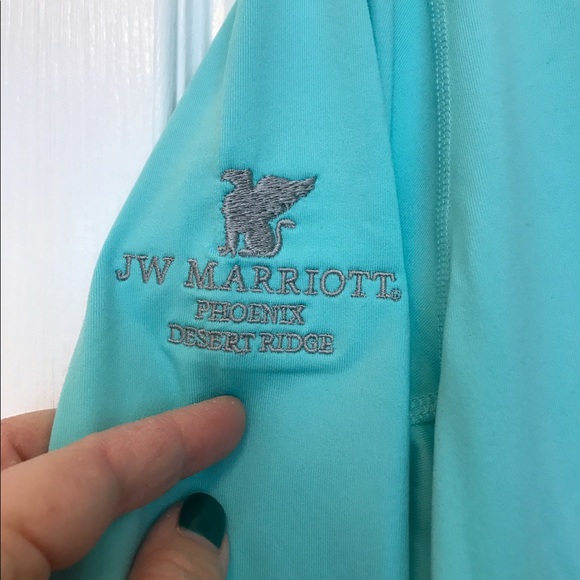 JW MARRIOTT®
PHOENIX
DESERT RIDGE